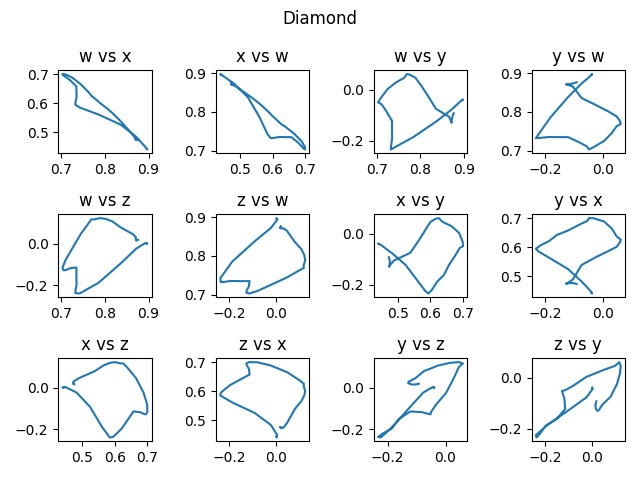 Diamond
w vs x
x vs w
w vs y
y vs w
0.7
0.6
0.5
0.7 0.8 0.9
0.9
0.8
0.7
0.5 0.6 0.7
0.0
−0.2
0.7 0.8 0.9
0.9
0.8
0.7
−0.2 0.0
w vs z
z vs w
x vs y
y vs x
0.0
−0.2
0.7 0.8 0.9
0.9
0.8
0.7
−0.2 0.0
0.0
−0.2
0.5 0.6 0.7
0.7
0.6
0.5
−0.2 0.0
x vs z
z vs x
y vs z
z vs y
0.0
−0.2
0.5 0.6 0.7
0.7
0.6
0.5
−0.2 0.0
0.0
−0.2
−0.2 0.0
0.0
−0.2
−0.2 0.0